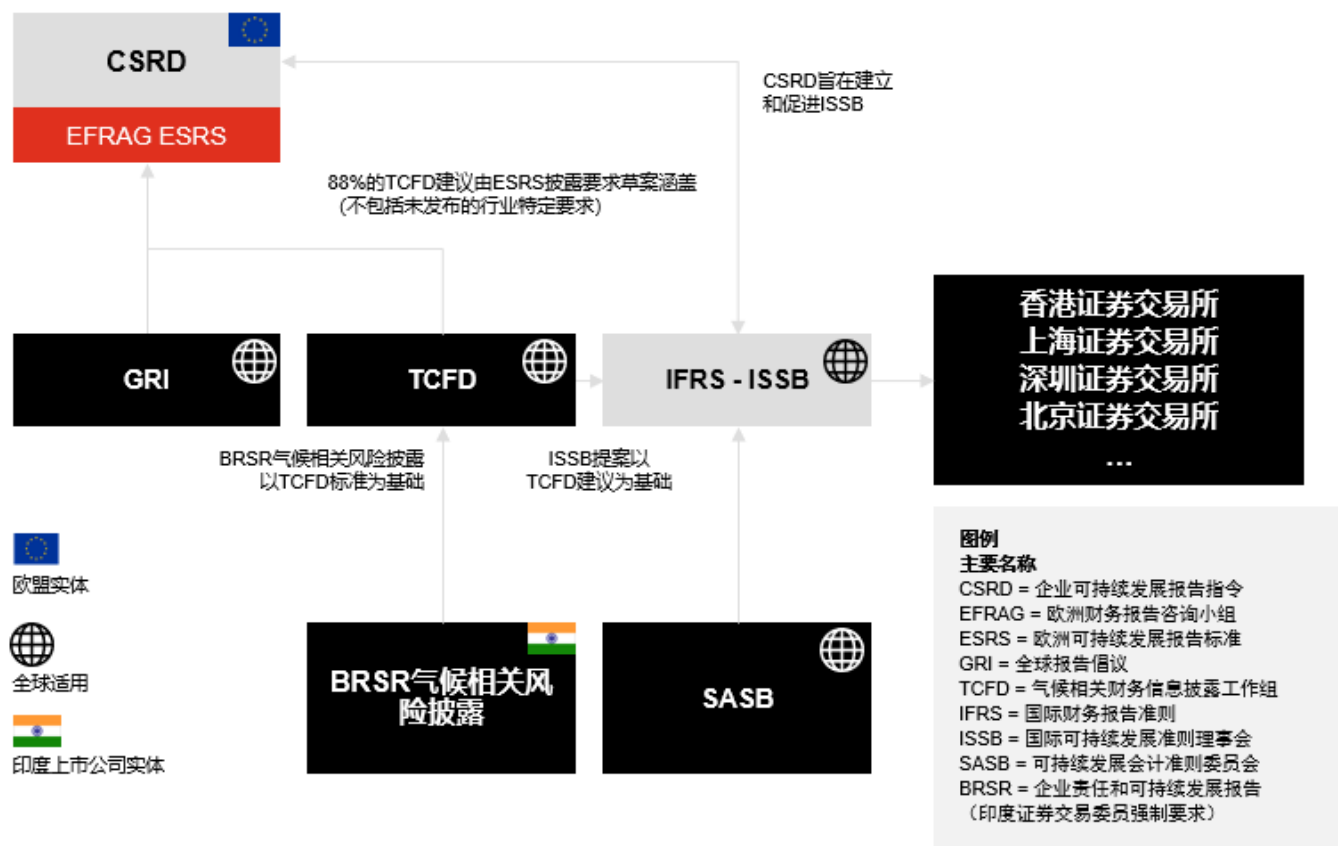 CSRD
EFRAG ESRS
CSRD旨在建立
和促进ISSB
88%的TCFD建议由ESRS披露要求草案涵盖
(不包括未发布的行业特定要求)
GRI
TCFD
IFRS - ISSB
香港证券交易所
上海证券交易所
深圳证券交易所
北京证券交易所
...
BRSR气候相关风险披露
以TCFD标准为基础
ISSB提案以
TCFD建议为基础
欧盟实体
全球适用
印度上市公司实体
BRSR气候相关风
险披露
SASB
图例
主要名称
CSRD = 企业可持续发展报告指令
EFRAG = 欧洲财务报告咨询小组
ESRS = 欧洲可持续发展报告标准
GRI = 全球报告倡议
TCFD = 气候相关财务信息披露工作组
IFRS = 国际财务报告准则
ISSB = 国际可持续发展准则理事会
SASB = 可持续发展会计准则委员会
BRSR = 企业责任和可持续发展报告
（印度证券交易委员强制要求）